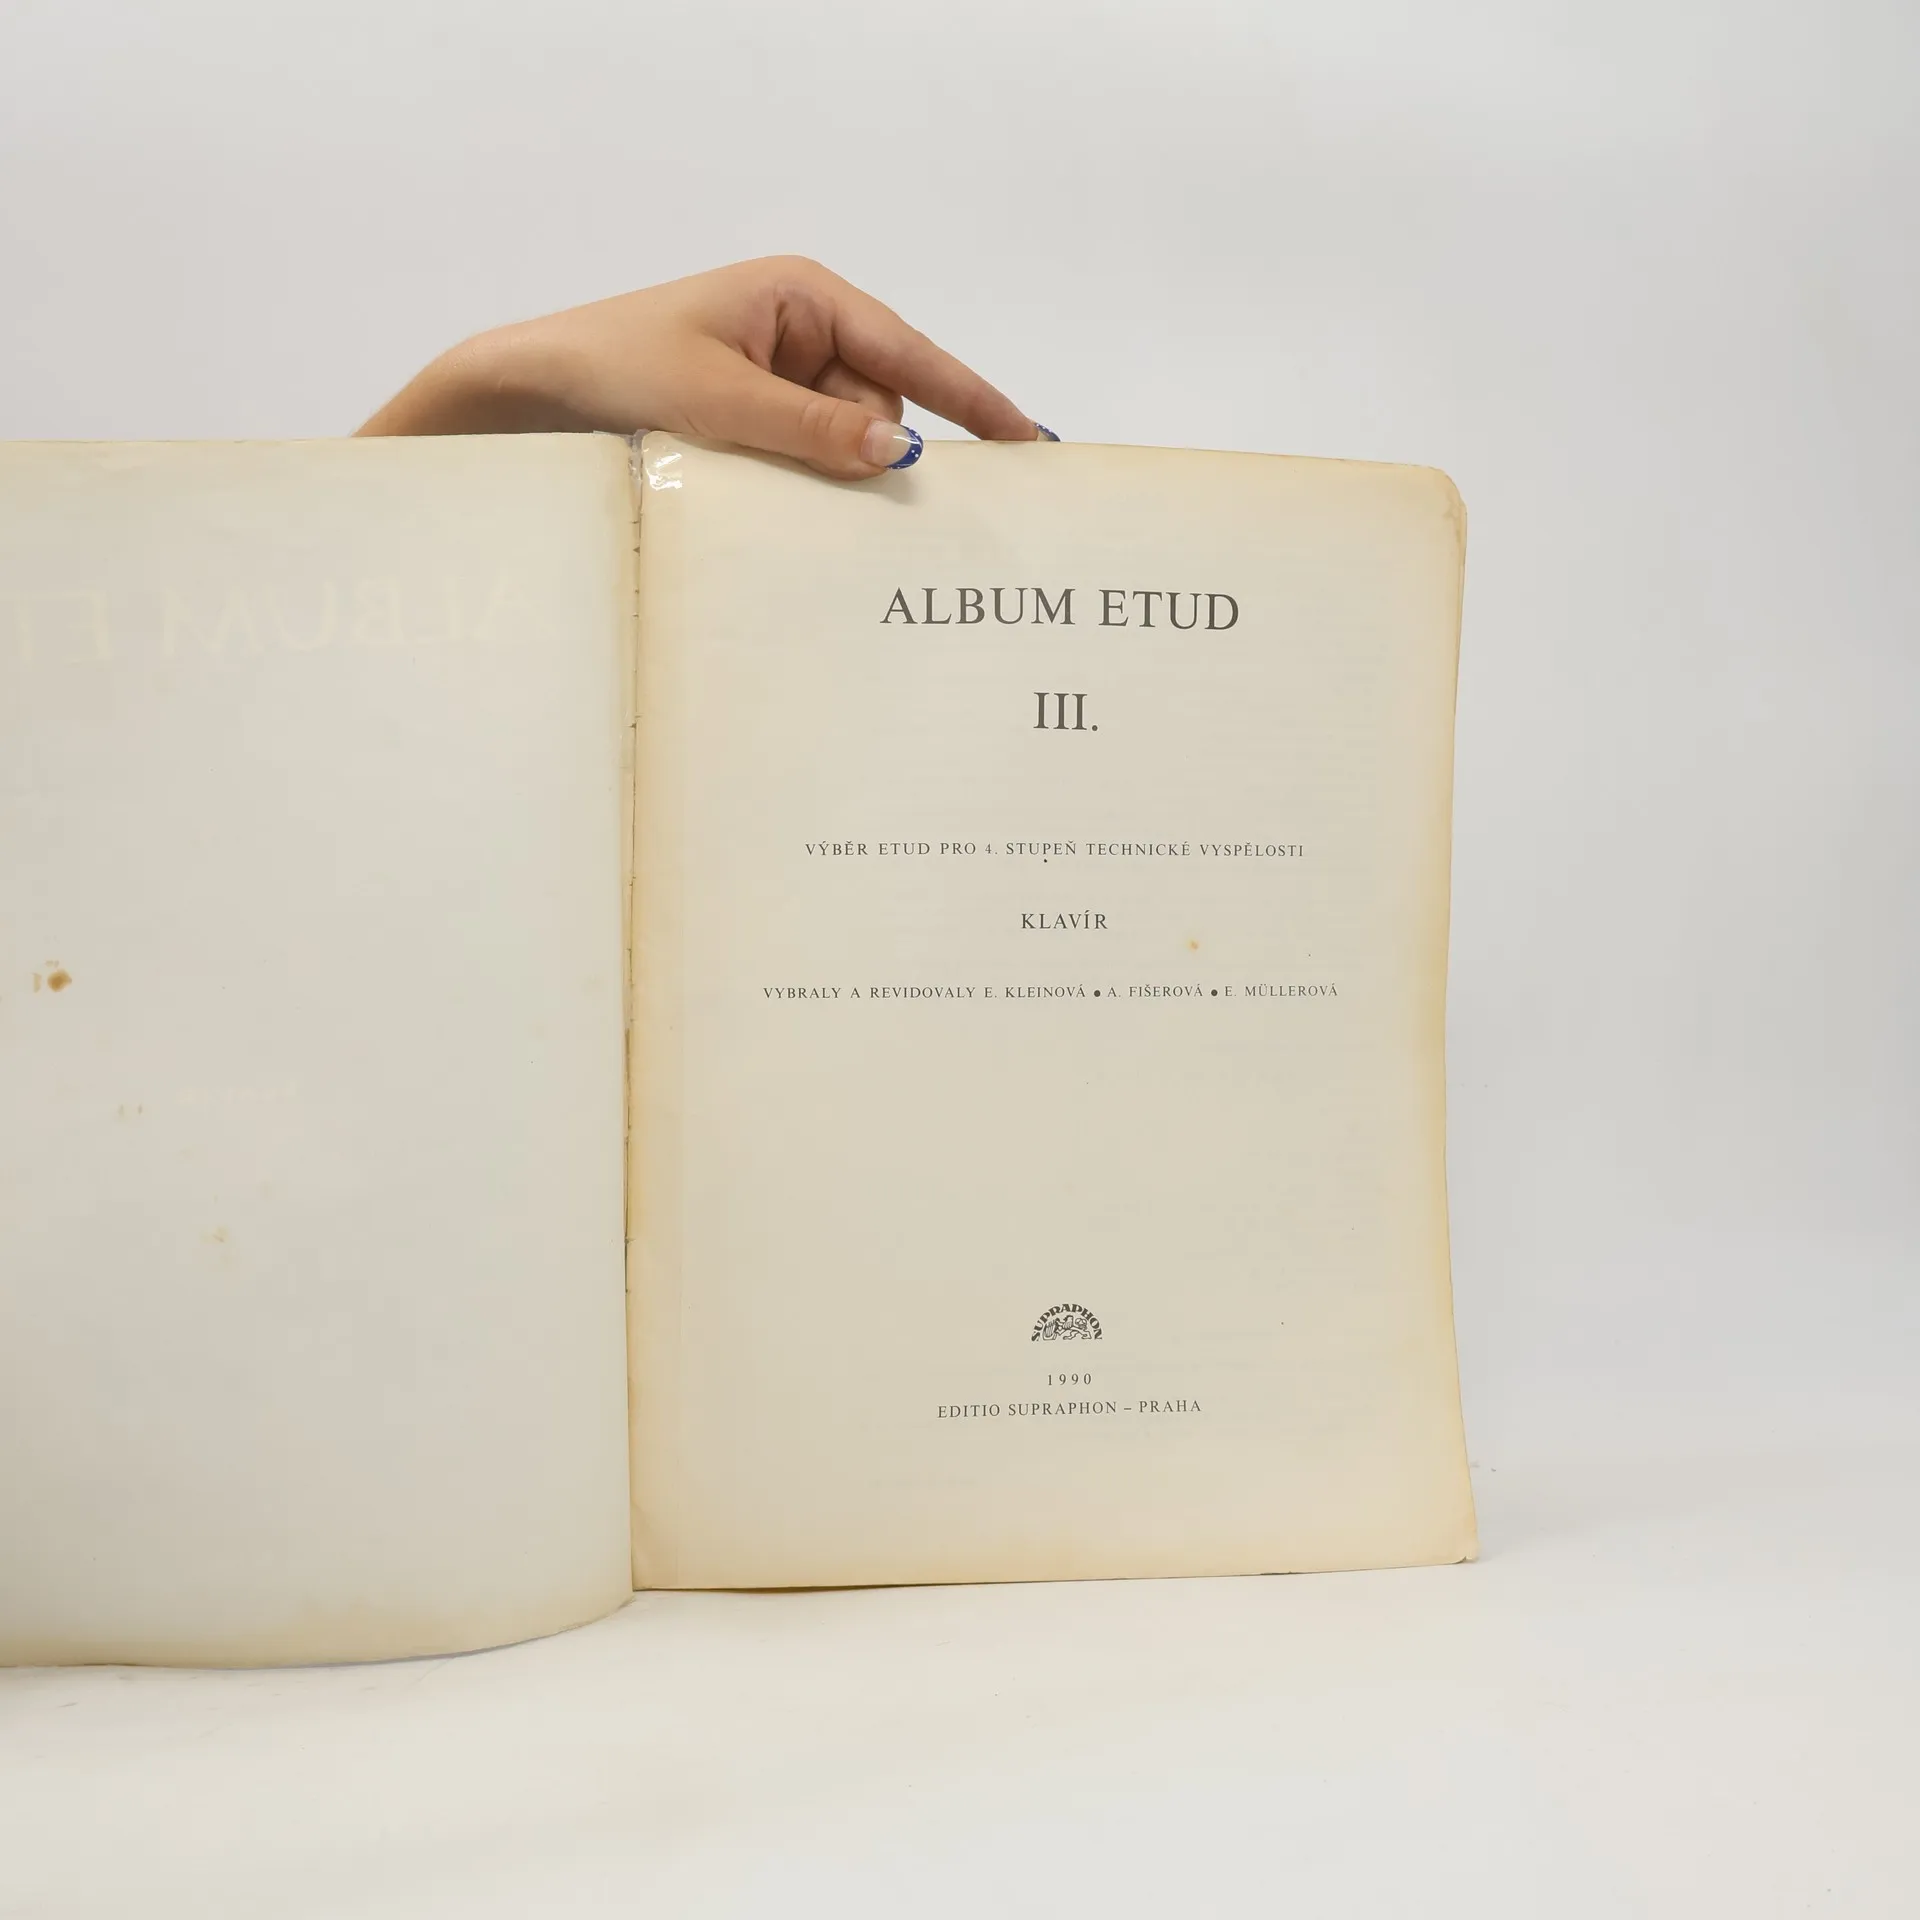 ALBUM ETUD
III.
VÝBĚR ETUD PRO 4. STUPEŇ TECHNICKÉ VYSPĚLOSTI
KLAVÍR
VYBRALY A REVIDOVALY E. KLEINOVÁ • A. FIŠEROVÁ • E. MÜLLEROVÁ
SUPRAPHON
1990
EDITIO SUPRAPHON – PRAHA